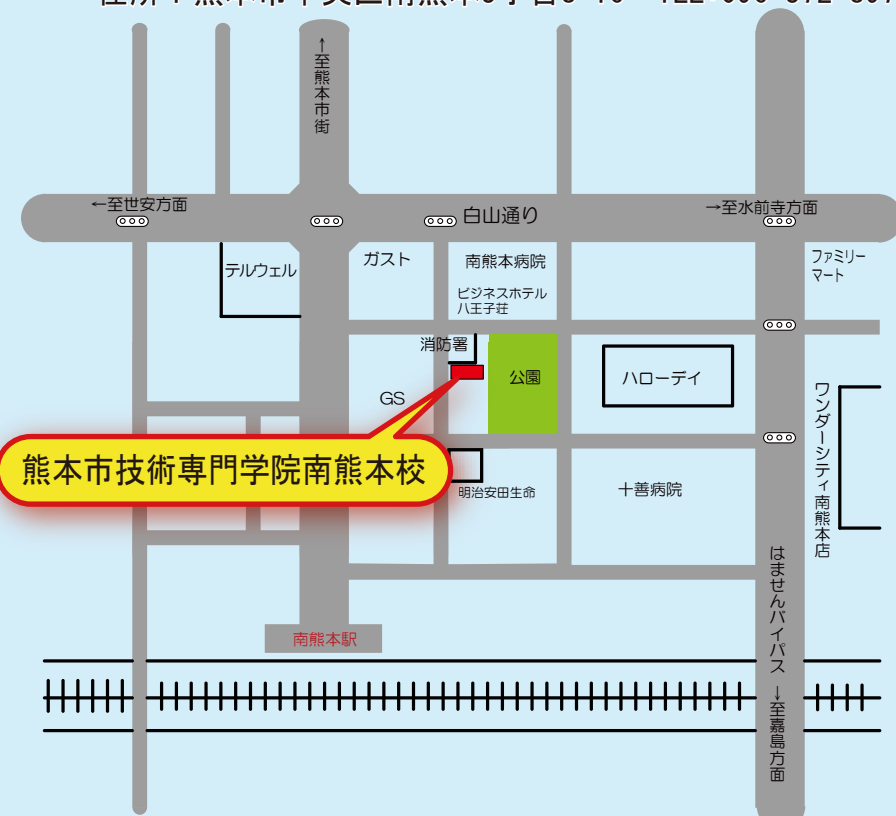 ↑至熊本市街
←至世安方面
白山通り
→至水前寺方面
テルウェル
ガスト
南熊本病院
ファミリー
マート
ビジネスホテル
八王子荘
消防署
公園
ハローデイ
GS
ワンダーシティ南熊本店
熊本市技術専門学院南熊本校
明治安田生命
十善病院
はませんバイパス
↓至嘉島方面
南熊本駅